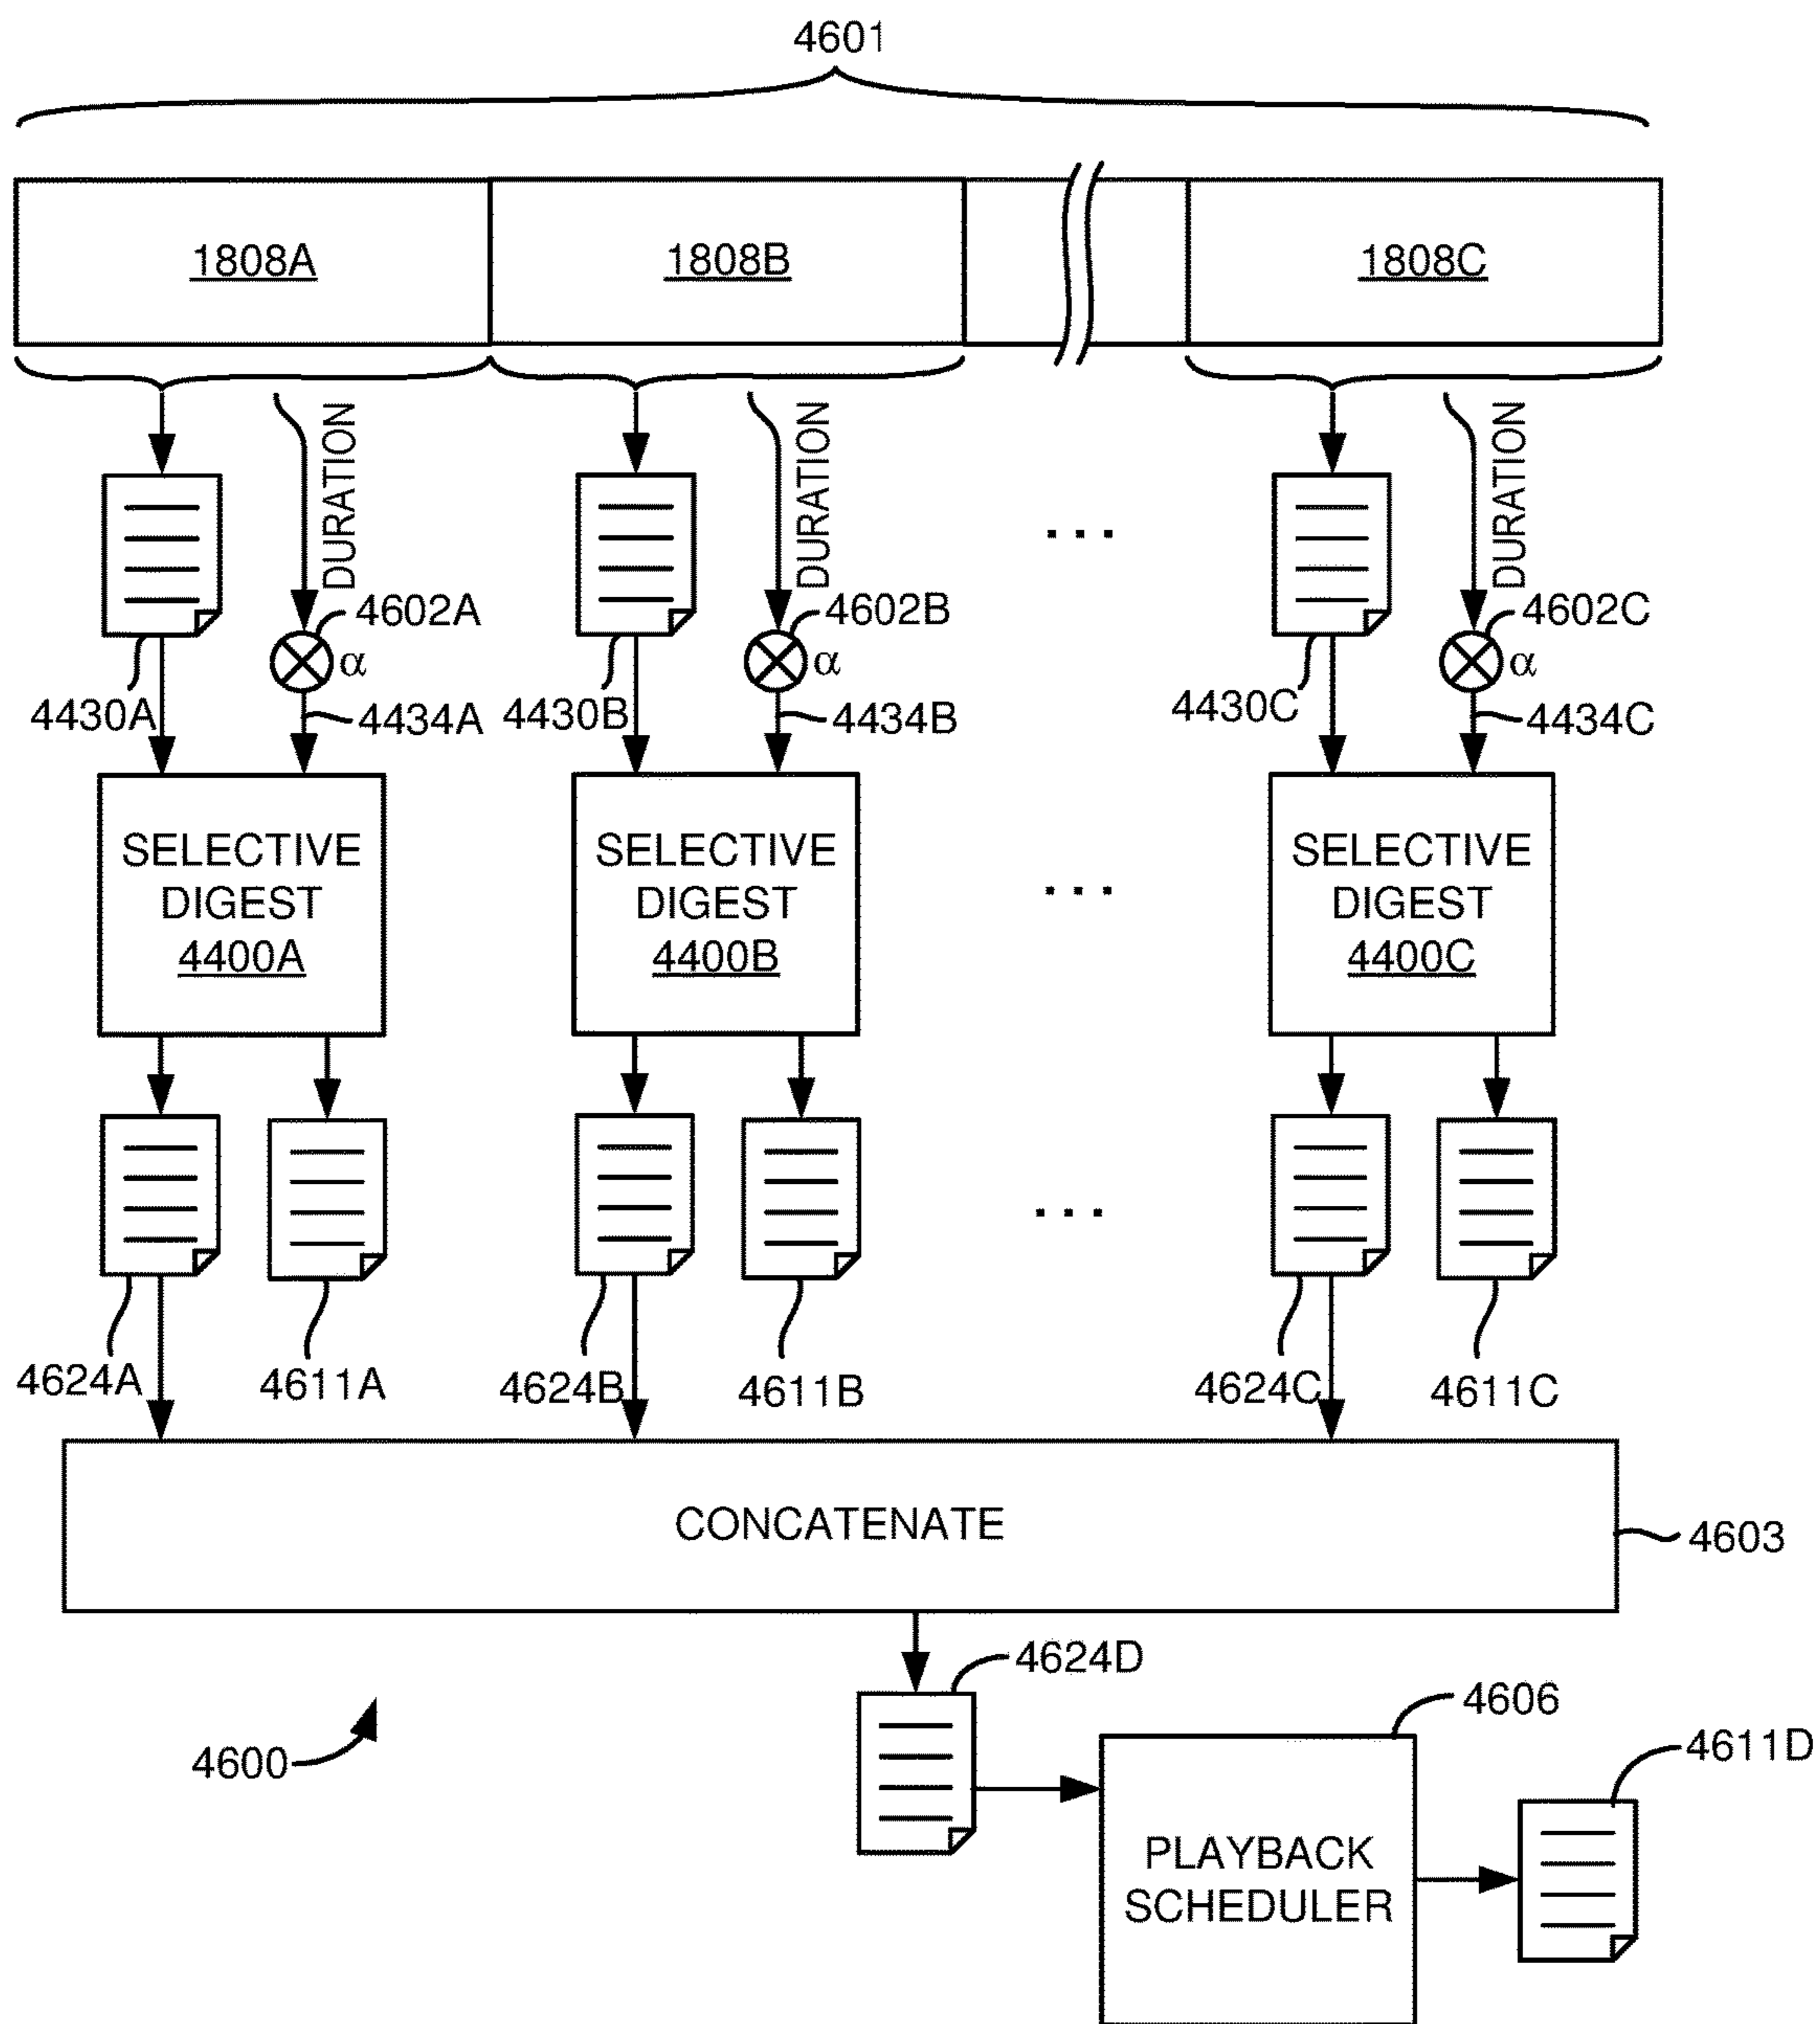 4601
1808A
1808B
1808C
DURATION
DURATION
DURATION
4602A
4602B
4602C
α
α
α
4430A
4434A
4430B
4434B
4430C
4434C
SELECTIVE
DIGEST
4400A
SELECTIVE
DIGEST
4400B
...
SELECTIVE
DIGEST
4400C
...
...
4624A
4611A
4624B
4611B
4624C
4611C
CONCATENATE
4603
4624D
4606
4611D
4600
PLAYBACK
SCHEDULER